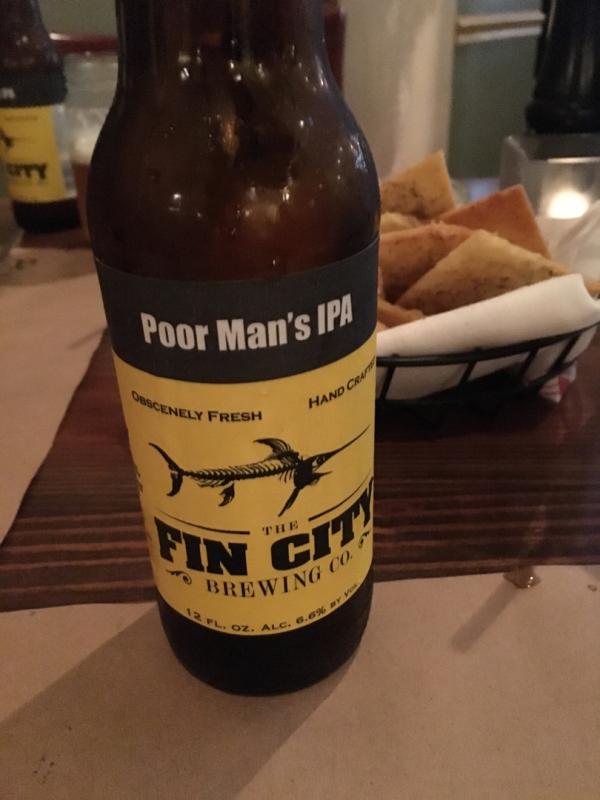 Poor Man's IPA
OBSCENELY FRESH
HAND CRAFTED
THE
FIN CITY
BREWING CO.
12 FL. OZ. ALC. 6.6% BY VOL.
CITY